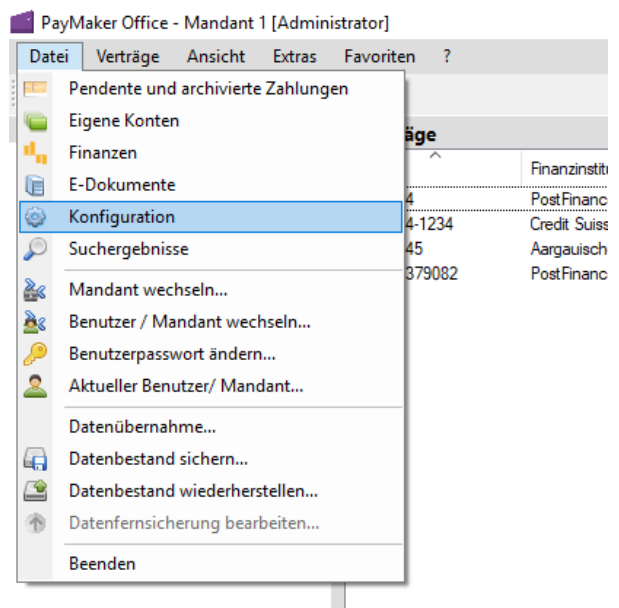 PayMaker Office - Mandant 1 [Administrator]
Datei Verträge Ansicht Extras Favoriten ?
Pendente und archivierte Zahlungen
Eigene Konten
äge
Finanzen
E-Dokumente
Konfiguration
Suchergebnisse
Mandant wechseln...
Benutzer / Mandant wechseln...
Benutzerpasswort ändern...
Aktueller Benutzer/ Mandant...
Datenübernahme...
Datenbestand sichern...
Datenbestand wiederherstellen...
Datenfernsicherung bearbeiten...
Beenden
Finanzinstitu
4 PostFinanc
4-1234 Credit Suiss
45 Aargauisch
379082 PostFinanc